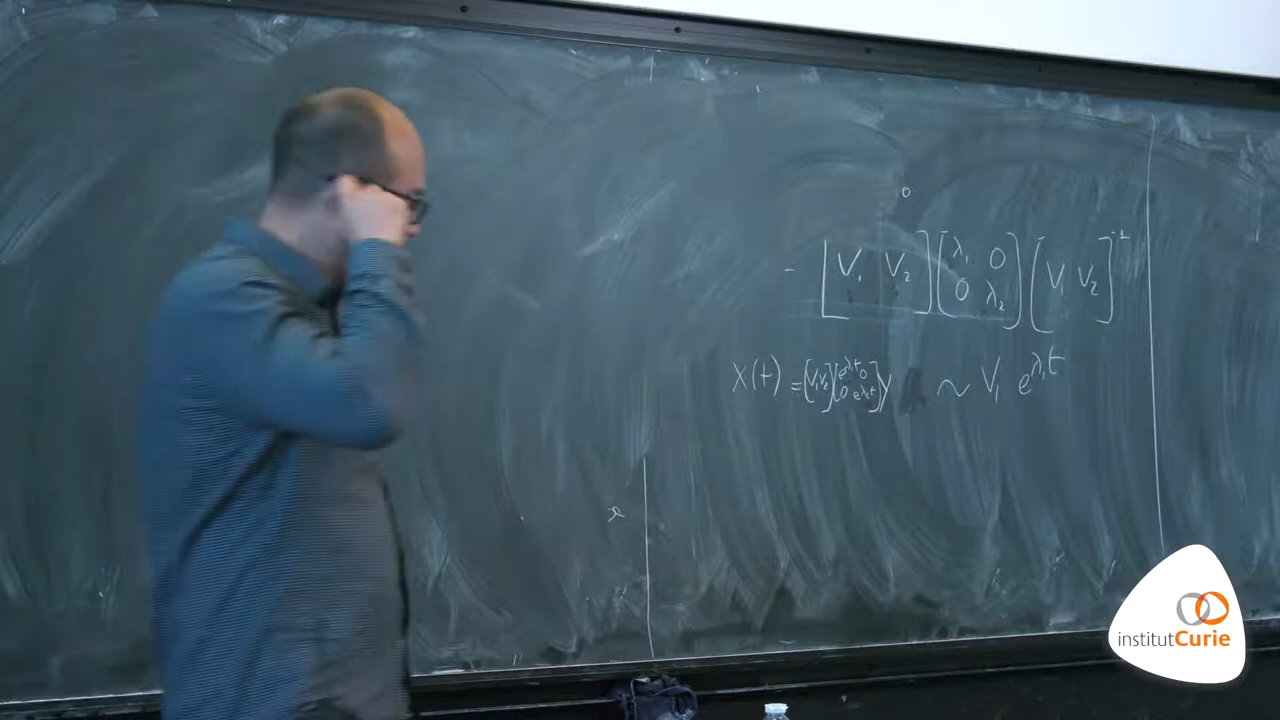 - [V₁ V₂] [λ₁ 0 0 λ₂] [V₁ V₂]⁻¹
X(t) = [V₁ V₂] [e^λ₁t 0 0 e^λ₂t] y ~ V₁ e^λ₁t
institutCurie